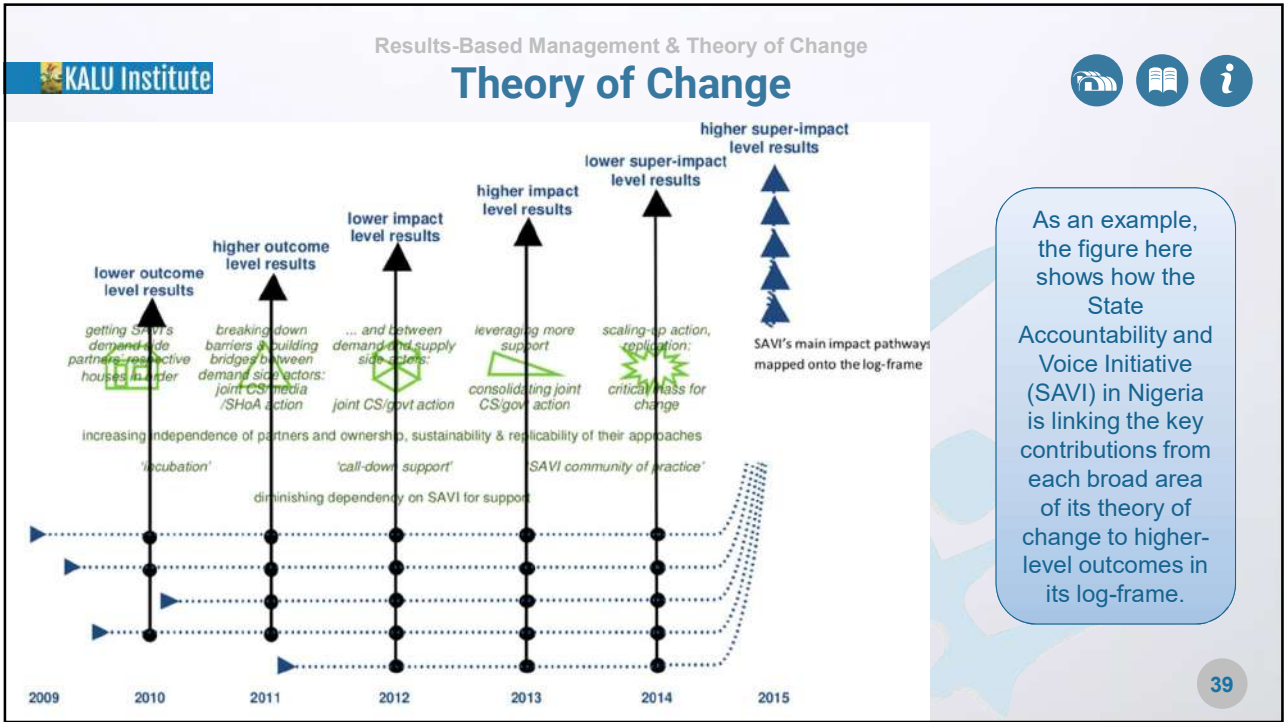 Results-Based Management & Theory of Change
KALU Institute
Theory of Change
i
higher super-impact
level results
lower super-impact
level results
higher impact
level results
lower impact
level results
higher outcome
level results
lower outcome
level results
getting SAVI's
demand side
partners' respective
houses in order
breaking down
barriers & building
bridges between
demand side actors:
joint CS/media
/SHoA action
... and between
demand and supply
side actors:
joint CS/govt action
leveraging more
support
consolidating joint
CS/govt action
scaling-up action,
replication:
critical mass for
change
SAVI's main impact pathways
mapped onto the log-frame
increasing independence of partners and ownership, sustainability & replicability of their approaches
'incubation'
'call-down support'
'SAVI community of practice'
diminishing dependency on SAVI for support
2009
2010
2011
2012
2013
2014
2015
As an example,
the figure here
shows how the
State
Accountability and
Voice Initiative
(SAVI) in Nigeria
is linking the key
contributions from
each broad area
of its theory of
change to higher-
level outcomes in
its log-frame.
39